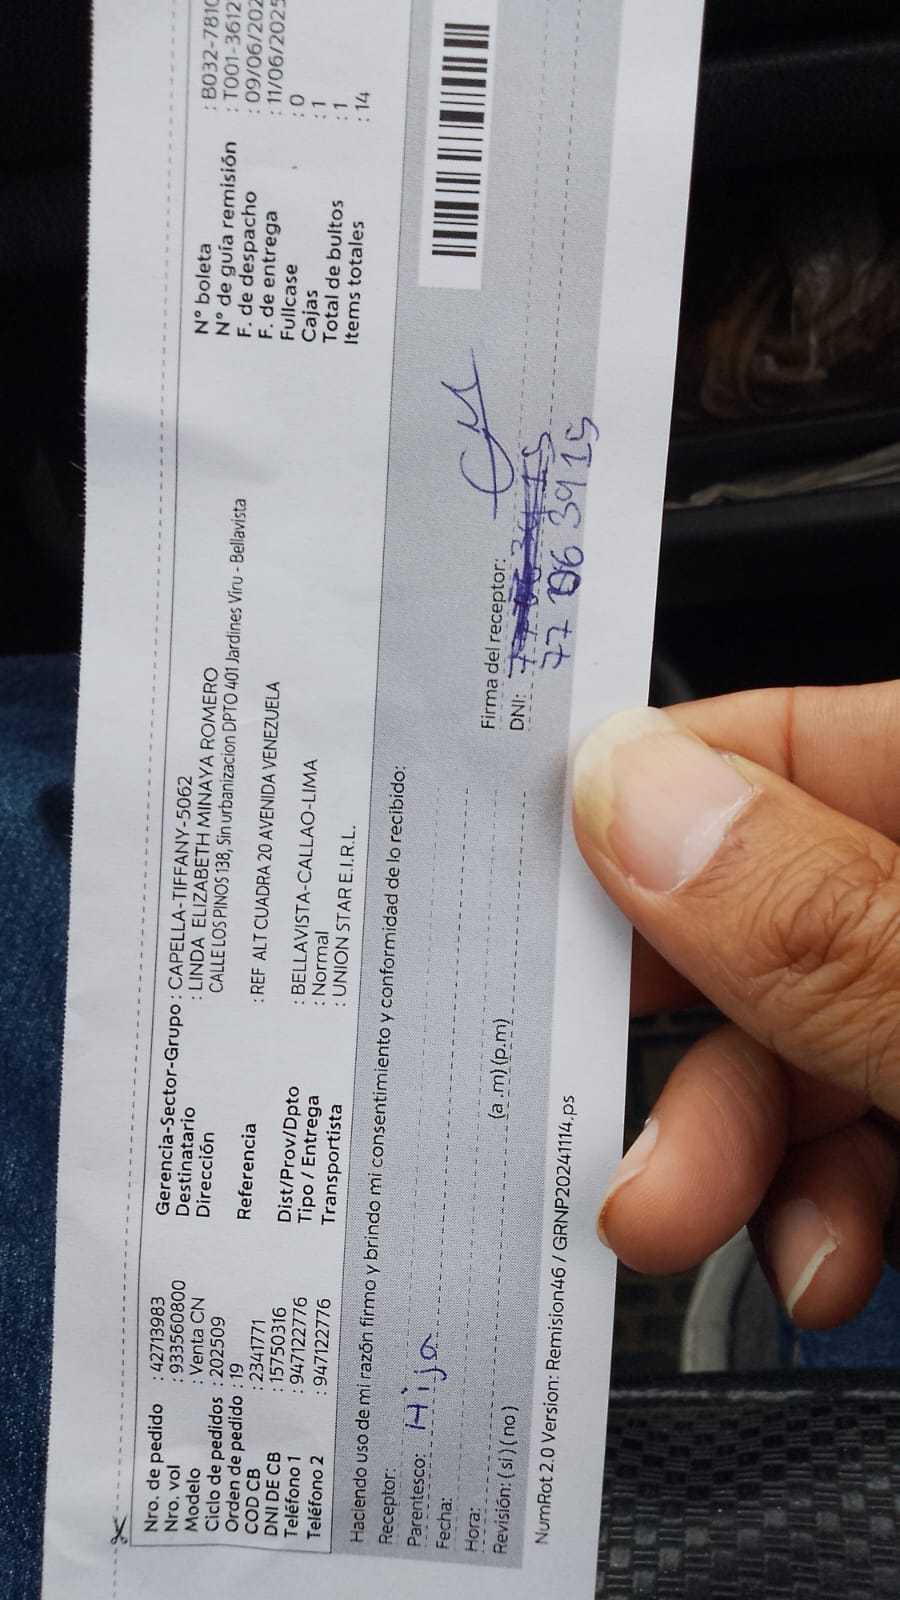 Nro. de pedido : 42713983
Nro. vol : 933560800
Modelo : Venta CN
Ciclo de pedidos : 202509
Orden de pedido : 19
COD CB : 2341771
DNI DE CB : 15750316
Teléfono 1 : 947122776
Teléfono 2 : 947122776
Gerencia-Sector-Grupo : CAPELLA-TIFFANY-5062
Destinatario : LINDA ELIZABETH MINAYA ROMERO
Dirección CALLE LOS PINOS 138, Sin urbanizacion DPTO 401 Jardines Viru - Bellavista
Referencia : REF ALT CUADRA 20 AVENIDA VENEZUELA
Dist/Prov/Dpto : BELLAVISTA-CALLAO-LIMA
Tipo / Entrega : Normal
Transportista : UNION STAR E.I.R.L.
N° boleta : B032-7810
N° de guía remisión : T001-3612
F. de despacho : 09/06/202
F. de entrega : 11/06/2025
Fullcase : 0
Cajas : 1
Total de bultos : 1
Items totales : 14
Haciendo uso de mi razón firmo y brindo mi consentimiento y conformidad de lo recibido:
Receptor:
Parentesco: Hija
Fecha:
Hora: (a .m) (p.m)
Revisión: ( si ) ( no )
Firma del receptor:
DNI:
77 06 39 15
NumRot 2.0 Version: Remision46 / GRNP20241114.ps